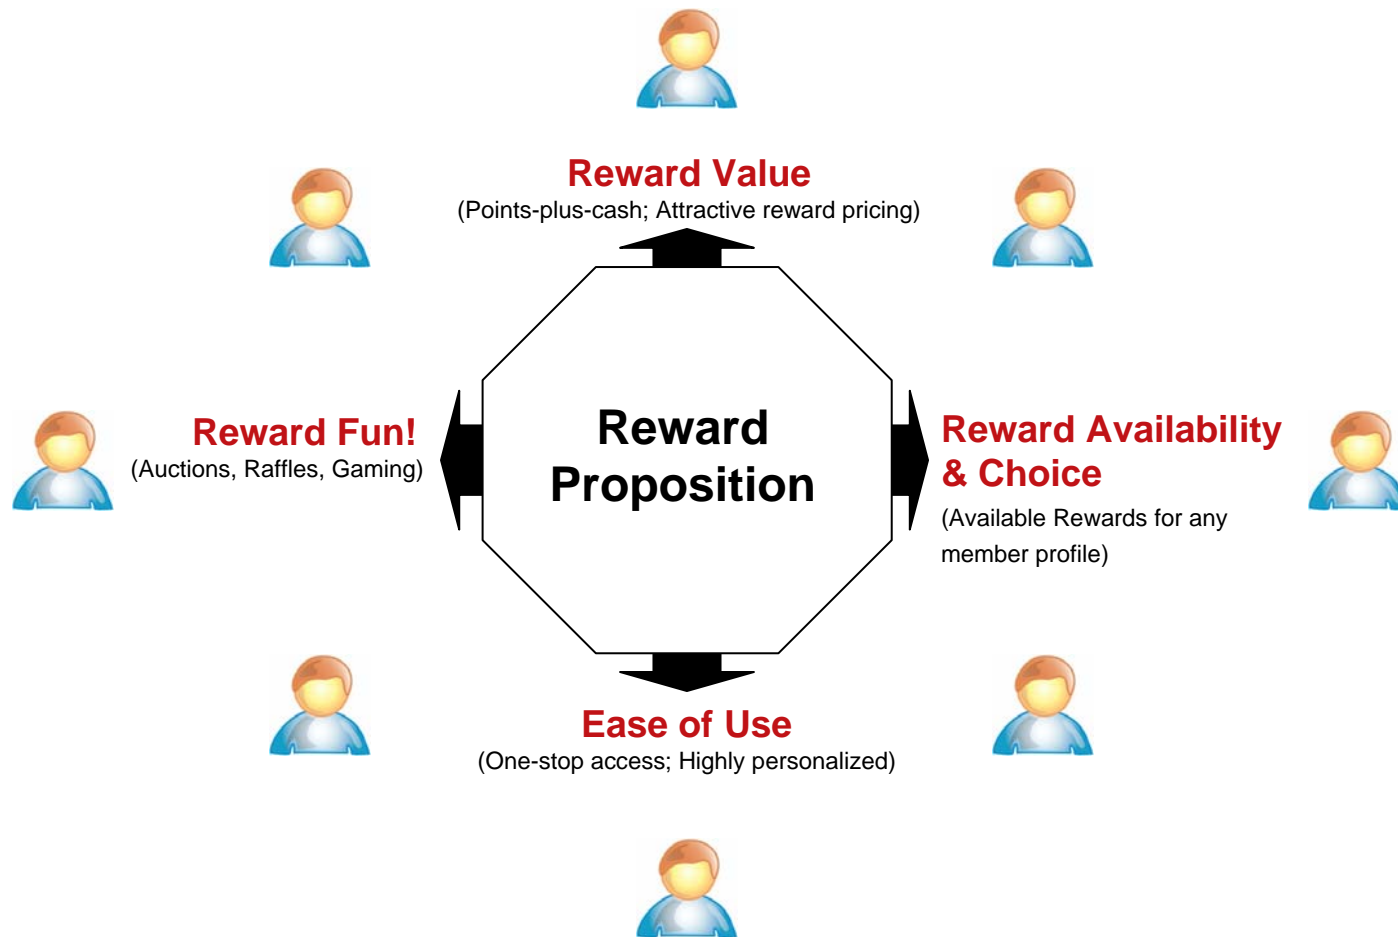 Reward Value
(Points-plus-cash; Attractive reward pricing)
Reward Fun!
(Auctions, Raffles, Gaming)
Reward
Proposition
Reward Availability
& Choice
(Available Rewards for any
member profile)
Ease of Use
(One-stop access; Highly personalized)